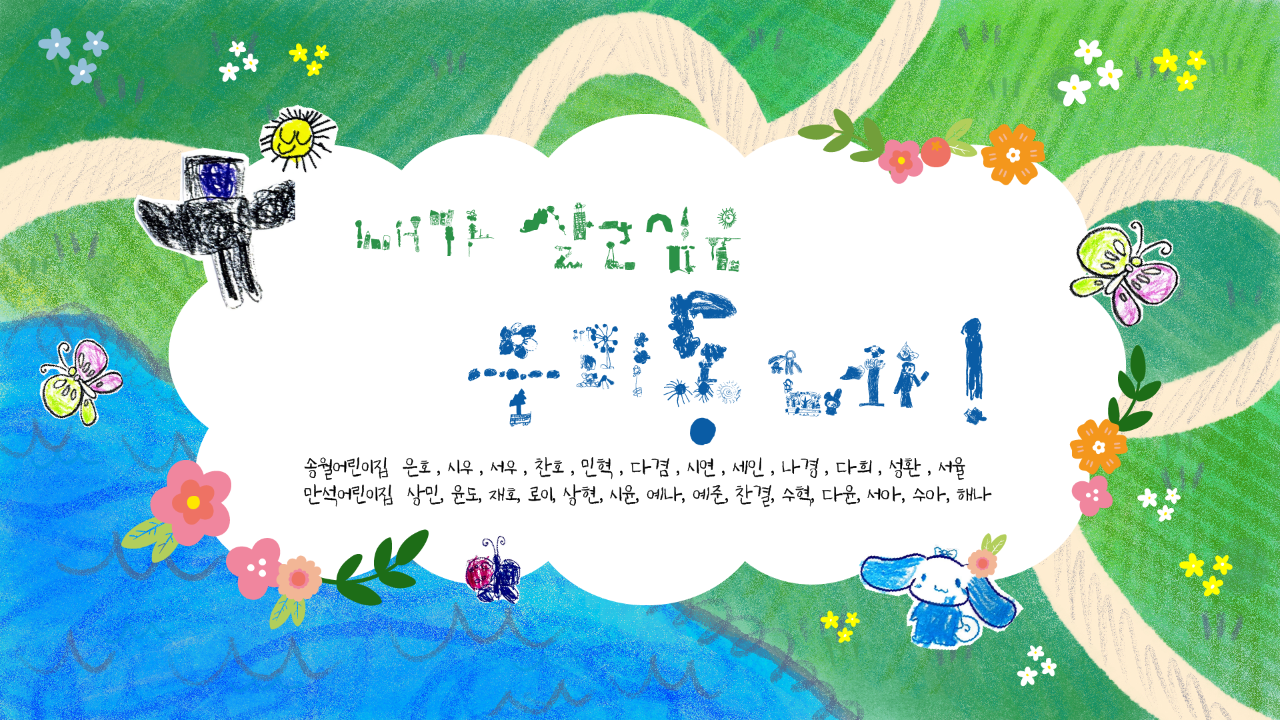 내가 살고싶은
우리동네!
송월어린이집 은호 , 시우 , 서우 , 찬호 , 민혁 , 다겸 , 시연 , 세인 , 나경 , 다희 , 성환 , 서율
만석어린이집 상민, 윤도, 재호, 로이, 상현, 시윤, 예나, 예준, 찬결, 수혁, 다윤, 서아, 수아, 해나